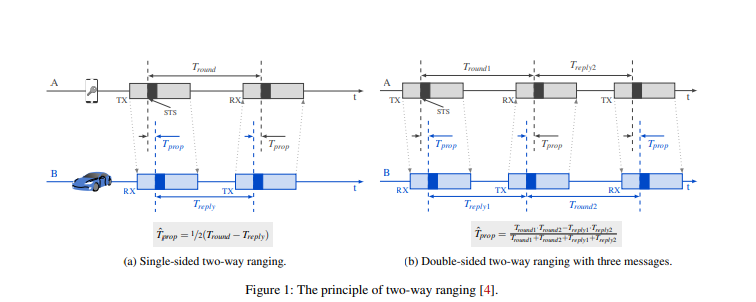 T_round
T_round1 T_reply2
A
A
TX RX t
TX RX TX t
STS
STS
T_prop T_prop
T_prop T_prop T_prop
B
B
RX TX t
RX TX RX t
T_reply
T_reply1 T_round2
T̂_prop = 1/2(T_round − T_reply)
T̂_prop = (T_round1·T_round2−T_reply1·T_reply2)/(T_round1+T_round2+T_reply1+T_reply2)
(a) Single-sided two-way ranging.
(b) Double-sided two-way ranging with three messages.
Figure 1: The principle of two-way ranging [4].